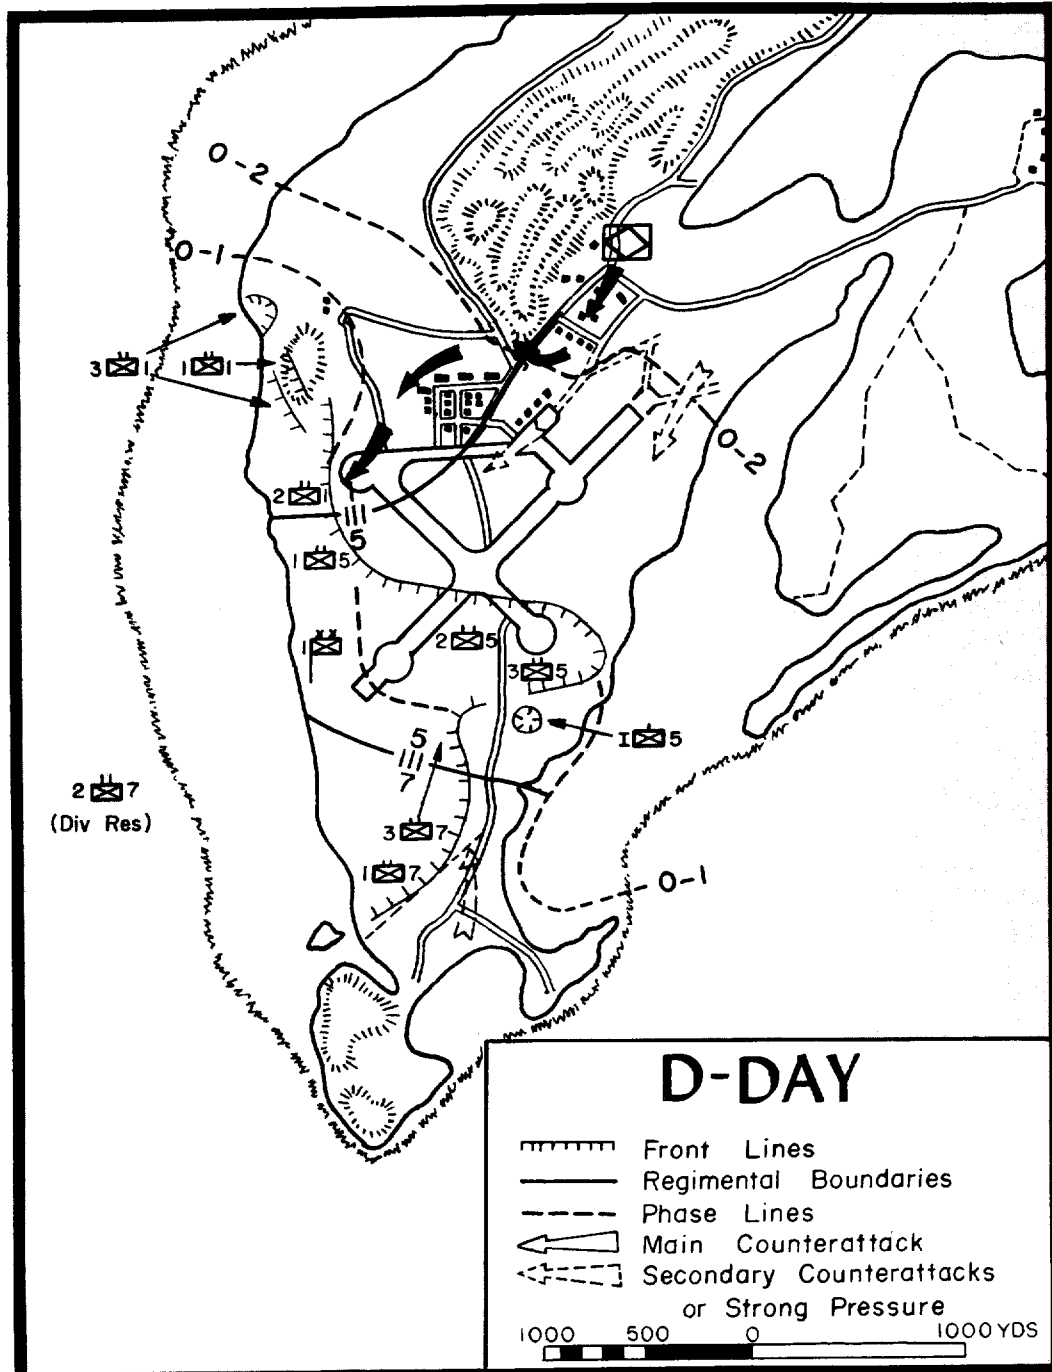 O-2
O-1
3 1
1 1
O-2
2 1
5
1 5
1
2 5
3 5
5
I 5
7
2 7
(Div Res)
3 7
1 7
O-1
D-DAY
Front Lines
Regimental Boundaries
Phase Lines
Main Counterattack
Secondary Counterattacks
or Strong Pressure
1000 500 0 1000 YDS